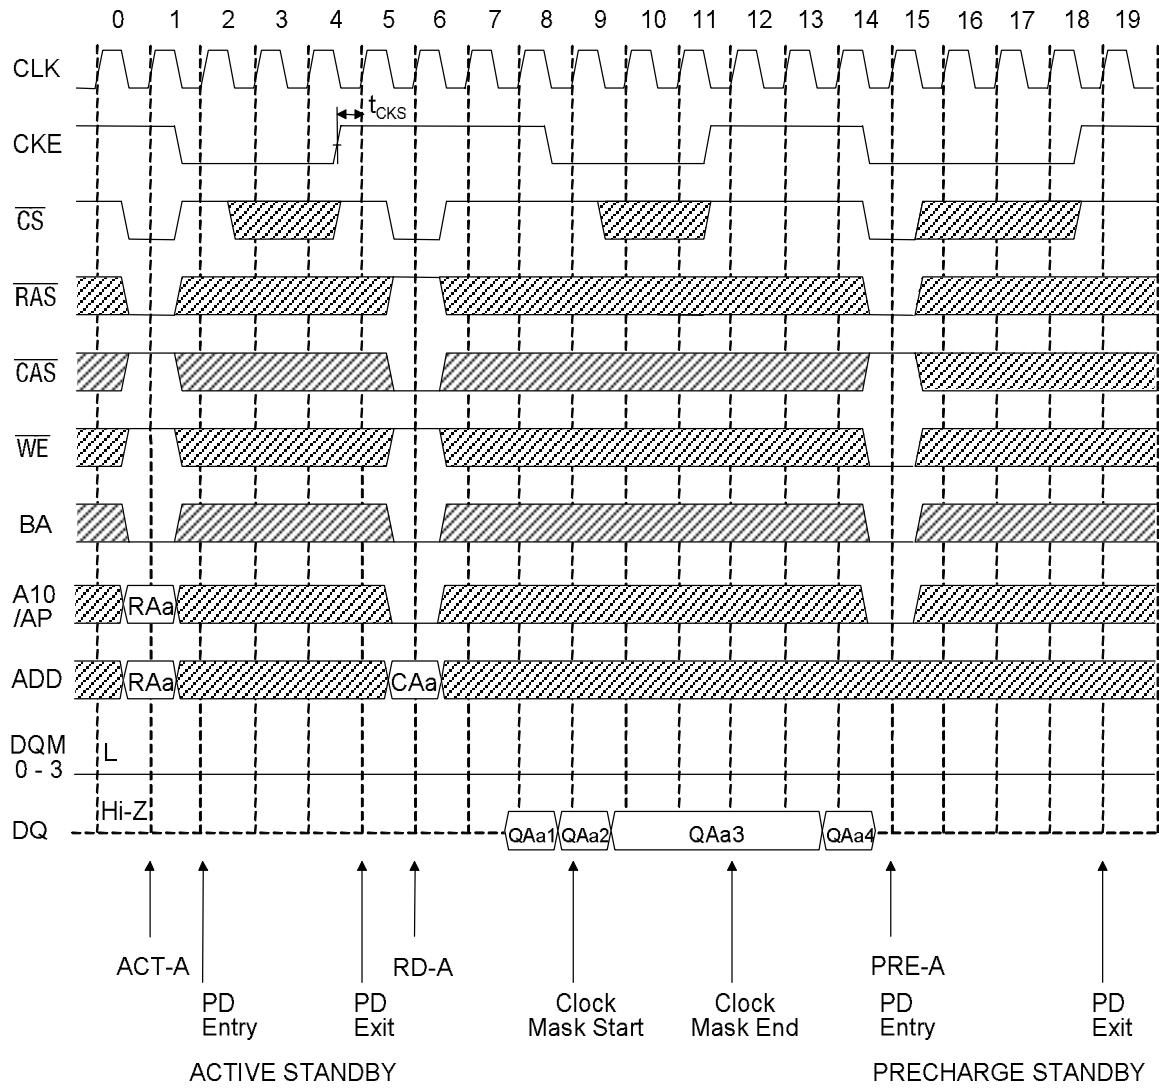 0 1 2 3 4 5 6 7 8 9 10 11 12 13 14 15 16 17 18 19
CLK
tCKS
CKE
CS
RAS
CAS
WE
BA
A10
/AP
RAa
ADD
RAa CAa
DQM
0 - 3
L
Hi-Z
DQ
QAa1 QAa2 QAa3 QAa4
ACT-A RD-A PRE-A
PD
Entry
PD
Exit
Clock
Mask Start
Clock
Mask End
PD
Entry
PD
Exit
ACTIVE STANDBY PRECHARGE STANDBY